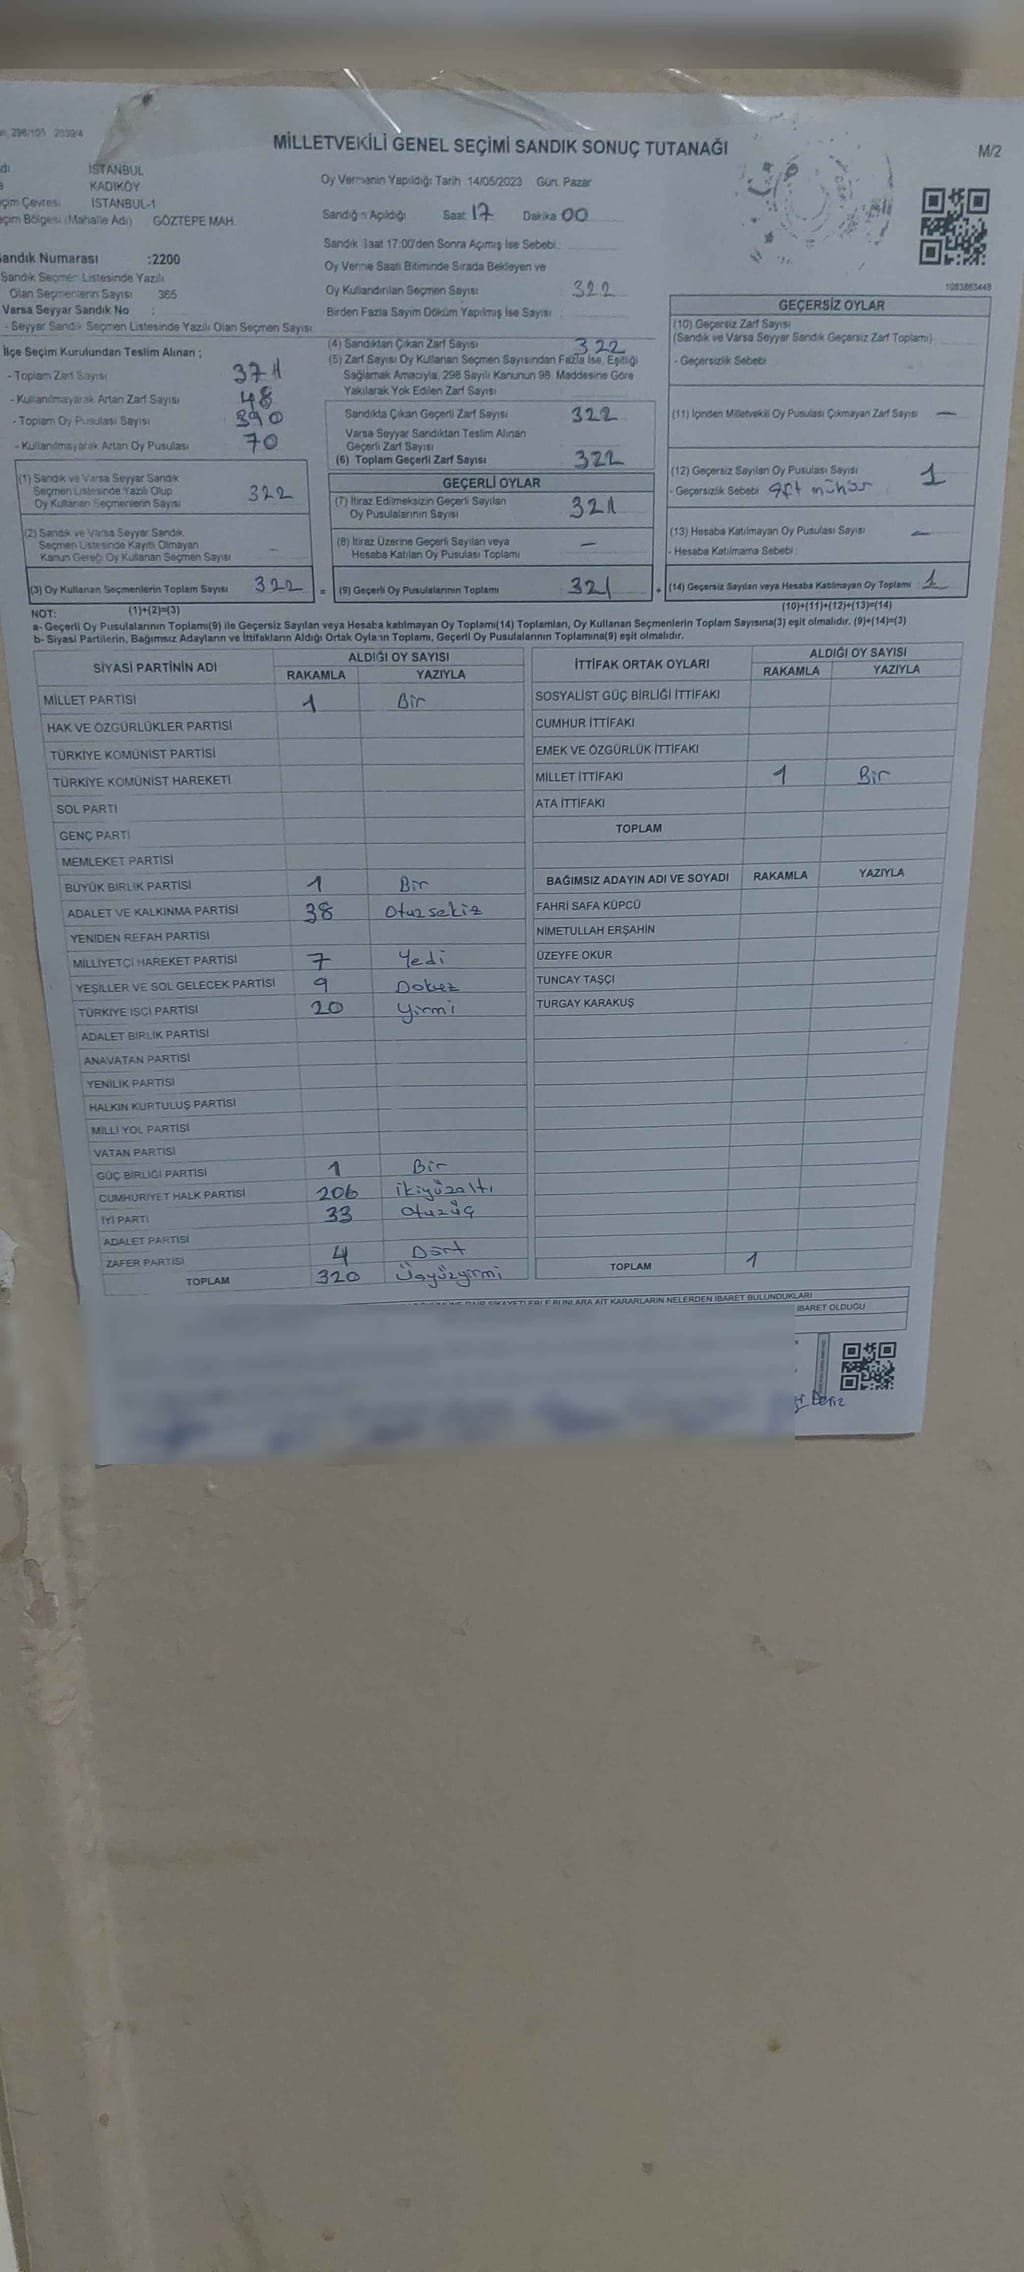 298/101 2839/4
MİLLETVEKİLİ GENEL SEÇİMİ SANDIK SONUÇ TUTANAĞI
M/2
İSTANBUL
KADIKÖY
çim Çevresi İSTANBUL-1
eçim Bölgesi (Mahalle Adı) GÖZTEPE MAH.
andık Numarası :2200
Sandık Seçmen Listesinde Yazılı
Olan Seçmenlerin Sayısı 365
Varsa Seyyar Sandık No :
- Seyyar Sandık Seçmen Listesinde Yazılı Olan Seçmen Sayısı
İlçe Seçim Kurulundan Teslim Alınan ;
- Toplam Zarf Sayısı
- Kullanılmayarak Artan Zarf Sayısı 48
- Toplam Oy Pusulası Sayısı 390
- Kullanılmayarak Artan Oy Pusulası 70
(1) Sandık ve Varsa Seyyar Sandık
Seçmen Listesinde Yazılı Olup
Oy Kullanan Seçmenlerin Sayısı 322
(2) Sandık ve Varsa Seyyar Sandık
Seçmen Listesinde Kayıtlı Olmayan
Kanun Gereği Oy Kullanan Seçmen Sayısı -
(3) Oy Kullanan Seçmenlerin Toplam Sayısı 322 =
(1)+(2)=(3)
Oy Vermenin Yapıldığı Tarih :14/05/2023 Gün: Pazar
Sandığın Açıldığı Saat 17 Dakika 00
Sandık Saat 17.00'den Sonra Açımış İse Sebebi:
Oy Verme Saati Bitiminde Sırada Bekleyen ve
Oy Kullandırılan Seçmen Sayısı 322
Birden Fazla Sayım Döküm Yapılmış İse Sayısı :
(4) Sandıktan Çıkan Zarf Sayısı 322
(5) Zarf Sayısı Oy Kullanan Seçmen Sayısından Fazla İse, Eşitliği
Sağlamak Amacıyla, 298 Sayılı Kanunun 98. Maddesine Göre
Yakılarak Yok Edilen Zarf Sayısı
Sandıkta Çıkan Geçerli Zarf Sayısı 322
Varsa Seyyar Sandıktan Teslim Alınan
Geçerli Zarf Sayısı
(6) Toplam Geçerli Zarf Sayısı 322
GEÇERLİ OYLAR
(7) İtiraz Edilmeksizin Geçerli Sayılan
Oy Pusulalarının Sayısı 321
(8) İtiraz Üzerine Geçerli Sayılan veya
Hesaba Katılan Oy Pusulası Toplamı -
(9) Geçerli Oy Pusulalarının Toplamı 321 +
1083863448
GEÇERSİZ OYLAR
(10) Geçersiz Zarf Sayısı
(Sandık ve Varsa Seyyar Sandık Geçersiz Zarf Toplamı)
- Geçersizlik Sebebi
(11) İçinden Milletvekili Oy Pusulası Çıkmayan Zarf Sayısı -
(12) Geçersiz Sayılan Oy Pusulası Sayısı 1
- Geçersizlik Sebebi çift mühür
(13) Hesaba Katılmayan Oy Pusulası Sayısı -
- Hesaba Katılmama Sebebi :
(14) Geçersiz Sayılan veya Hesaba Katılmayan Oy Toplamı 1
(10)+(11)+(12)+(13)=(14)
NOT:
a- Geçerli Oy Pusulalarının Toplamı(9) ile Geçersiz Sayılan veya Hesaba katılmayan Oy Toplamı(14) Toplamları, Oy Kullanan Seçmenlerin Toplam Sayısına(3) eşit olmalıdır. (9)+(14)=(3)
b- Siyasi Partilerin, Bağımsız Adayların ve İttifakların Aldığı Ortak Oyların Toplamı, Geçerli Oy Pusulalarının Toplamına(9) eşit olmalıdır.
SİYASİ PARTİNİN ADI ALDIĞI OY SAYISI
RAKAMLA YAZIYLA
MİLLET PARTİSİ 1 Bir
HAK VE ÖZGÜRLÜKLER PARTİSİ
TÜRKİYE KOMÜNİST PARTİSİ
TÜRKİYE KOMÜNİST HAREKETİ
SOL PARTİ
GENÇ PARTİ
MEMLEKET PARTİSİ
BÜYÜK BİRLİK PARTİSİ 1 Bir
ADALET VE KALKINMA PARTİSİ 38 Otuzsekiz
YENİDEN REFAH PARTİSİ
MİLLİYETÇİ HAREKET PARTİSİ 7 Yedi
YEŞİLLER VE SOL GELECEK PARTİSİ 9 Dokuz
TÜRKİYE İŞÇİ PARTİSİ 20 Yirmi
ADALET BİRLİK PARTİSİ
ANAVATAN PARTİSİ
YENİLİK PARTİSİ
HALKIN KURTULUŞ PARTİSİ
MİLLİ YOL PARTİSİ
VATAN PARTİSİ
GÜÇ BİRLİĞİ PARTİSİ 1 Bir
CUMHURİYET HALK PARTİSİ 206 ikiyüzaltı
İYİ PARTİ 33 Otuzüç
ADALET PARTİSİ
ZAFER PARTİSİ 4 Dört
TOPLAM 320 Üçyüzyirmi
İTTİFAK ORTAK OYLARI ALDIĞI OY SAYISI
RAKAMLA YAZIYLA
SOSYALİST GÜÇ BİRLİĞİ İTTİFAKI
CUMHUR İTTİFAKI
EMEK VE ÖZGÜRLÜK İTTİFAKI
MİLLET İTTİFAKI 1 Bir
ATA İTTİFAKI
TOPLAM
BAĞIMSIZ ADAYIN ADI VE SOYADI RAKAMLA YAZIYLA
FAHRİ SAFA KÜPCÜ
NİMETULLAH ERŞAHİN
ÜZEYFE OKUR
TUNCAY TAŞÇI
TURGAY KARAKUŞ
TOPLAM 1
ŞİKAYETLERLE BUNLARA AİT KARARLARIN NELERDEN İBARET BULUNDUKLARI
İBARET OLDUĞU
Deniz